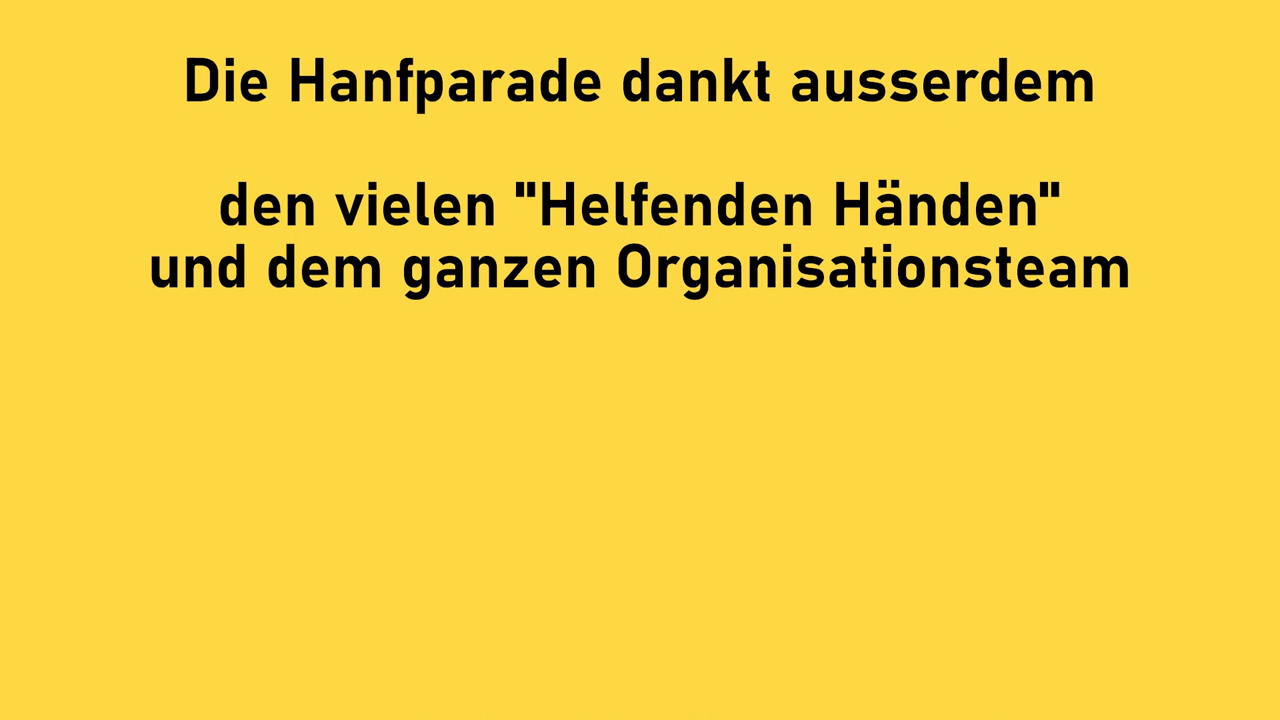 Die Hanfparade dankt ausserdem
den vielen "Helfenden Händen"
und dem ganzen Organisationsteam